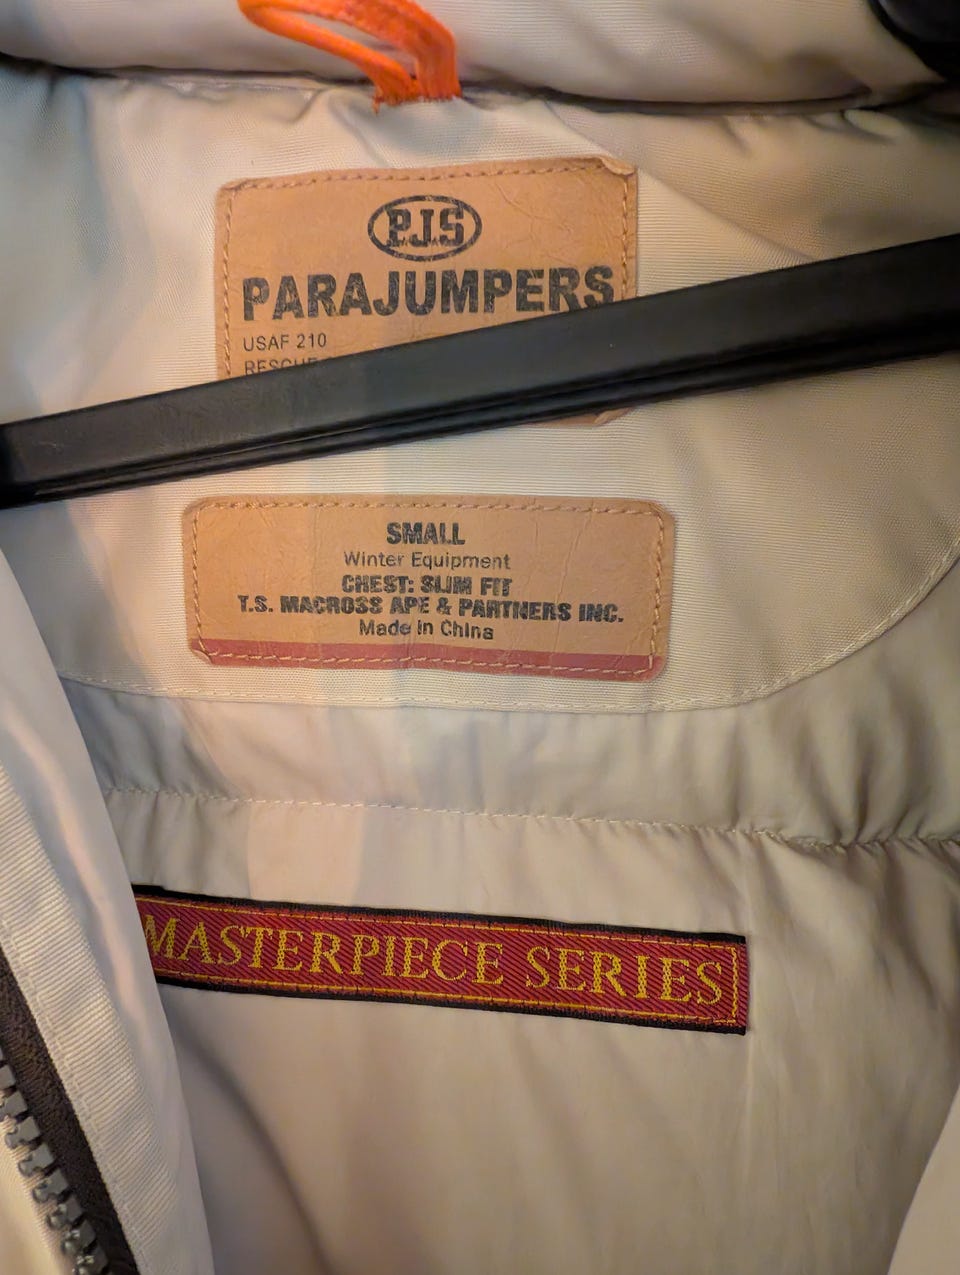 PJS
PARAJUMPERS
USAF 210
RESCUE
SMALL
Winter Equipment
CHEST: SLIM FIT
T.S. MACROSS APE & PARTNERS INC.
Made in China
MASTERPIECE SERIES